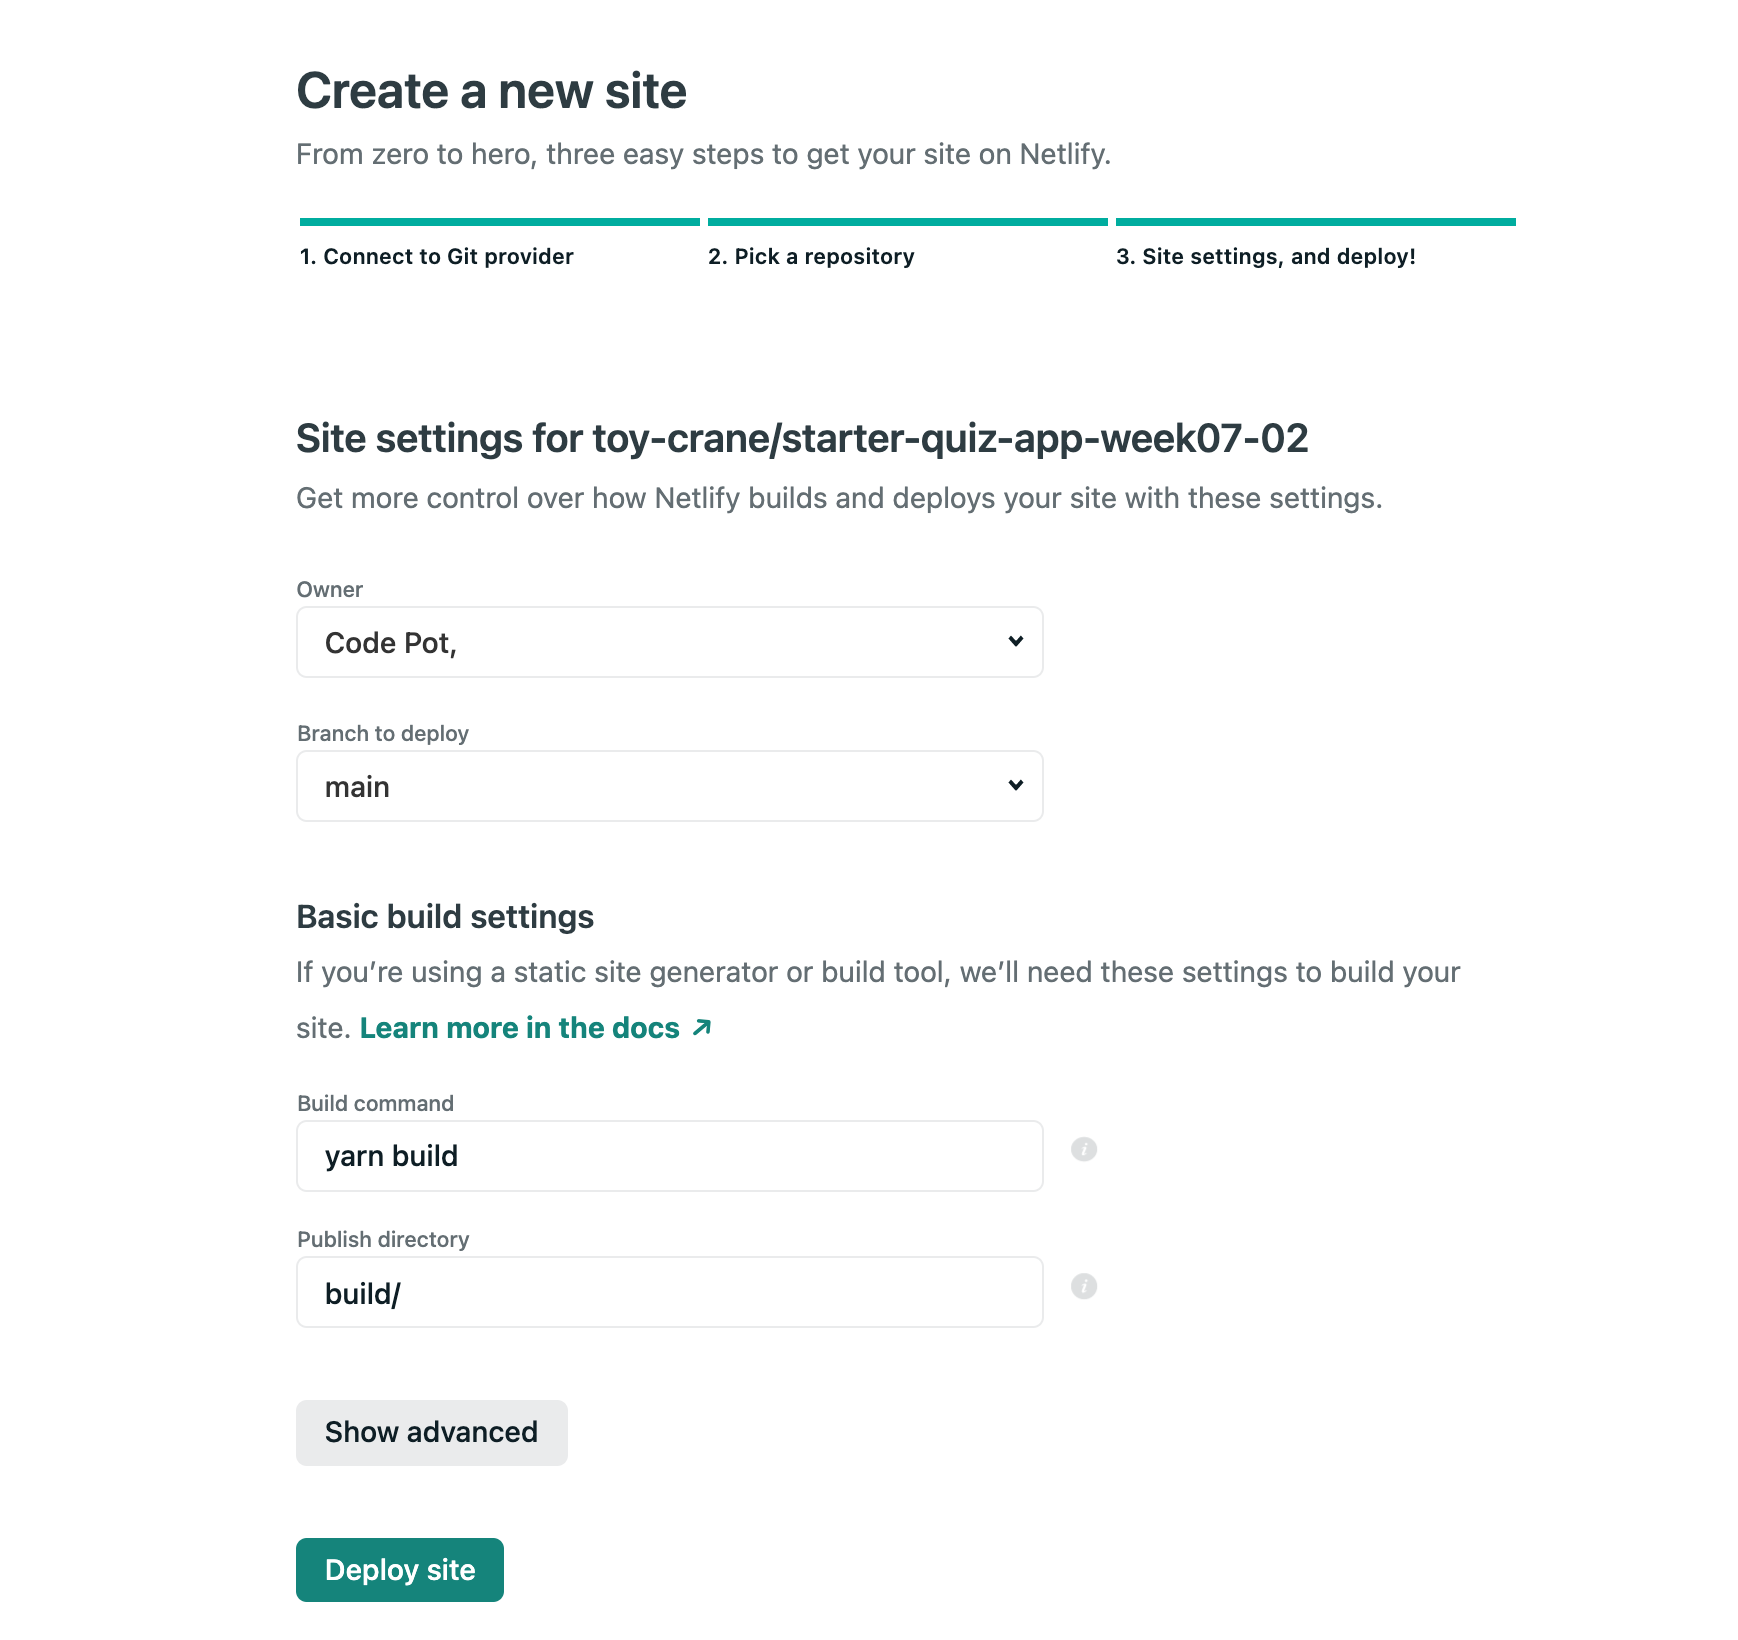 Create a new site
From zero to hero, three easy steps to get your site on Netlify.
1. Connect to Git provider
2. Pick a repository
3. Site settings, and deploy!
Site settings for toy-crane/starter-quiz-app-week07-02
Get more control over how Netlify builds and deploys your site with these settings.
Owner
Code Pot,
Branch to deploy
main
Basic build settings
If you’re using a static site generator or build tool, we’ll need these settings to build your
site. Learn more in the docs ↗
Build command
yarn build
i
Publish directory
build/
i
Show advanced
Deploy site